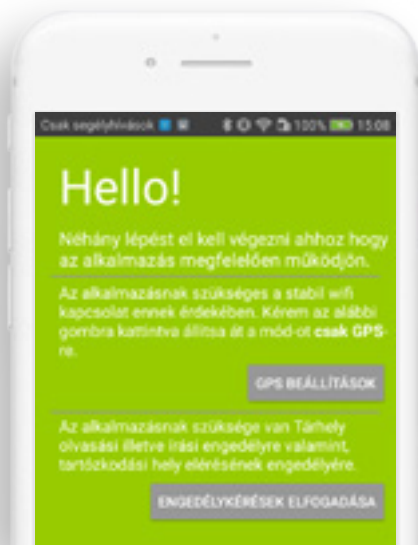 Csak segélyhívások 100% 15:08
Hello!
Néhány lépést el kell végezni ahhoz hogy
az alkalmazás megfelelően működjön.
Az alkalmazásnak szükséges a stabil wifi
kapcsolat ennek érdekében. Kérem az alábbi
gombra kattintva állítsa át a mód-ot csak GPS-
re.
GPS BEÁLLÍTÁSOK
Az alkalmazásnak szüksége van Tárhely
olvasási illetve írási engedélyre valamint,
tartózkodási hely elérésének engedélyére.
ENGEDÉLYKÉRÉSEK ELFOGADÁSA